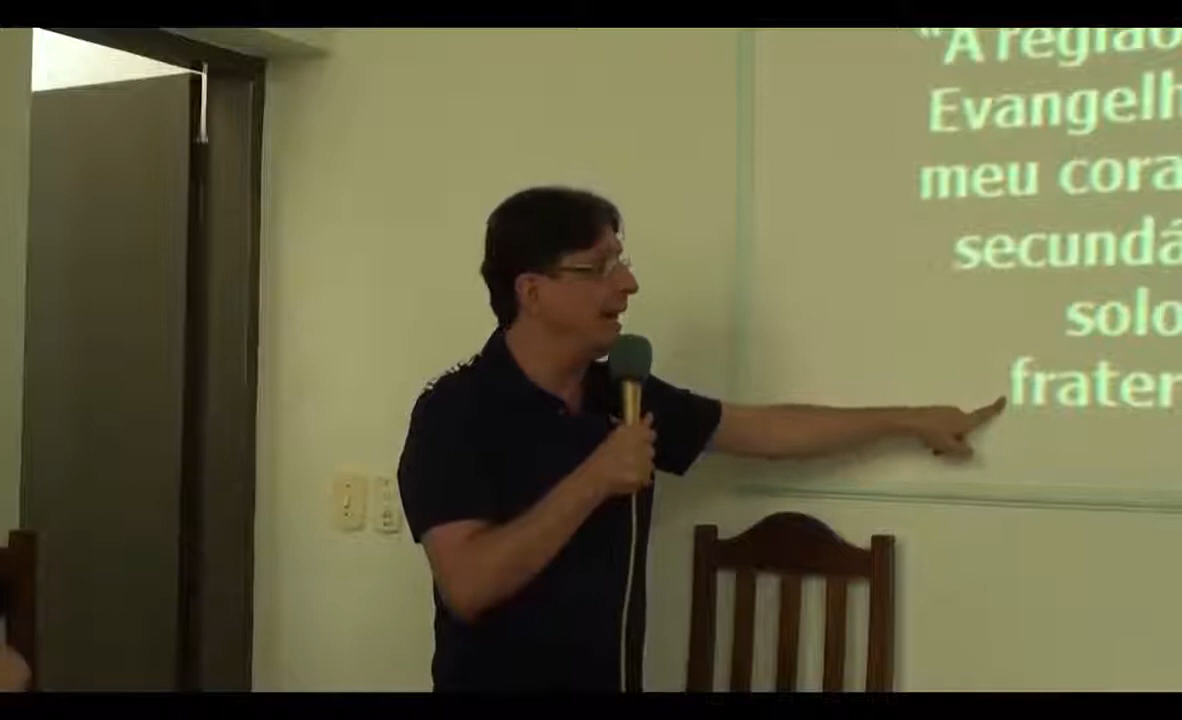 “A região
Evangelh
meu cora
secundá
solo
frater